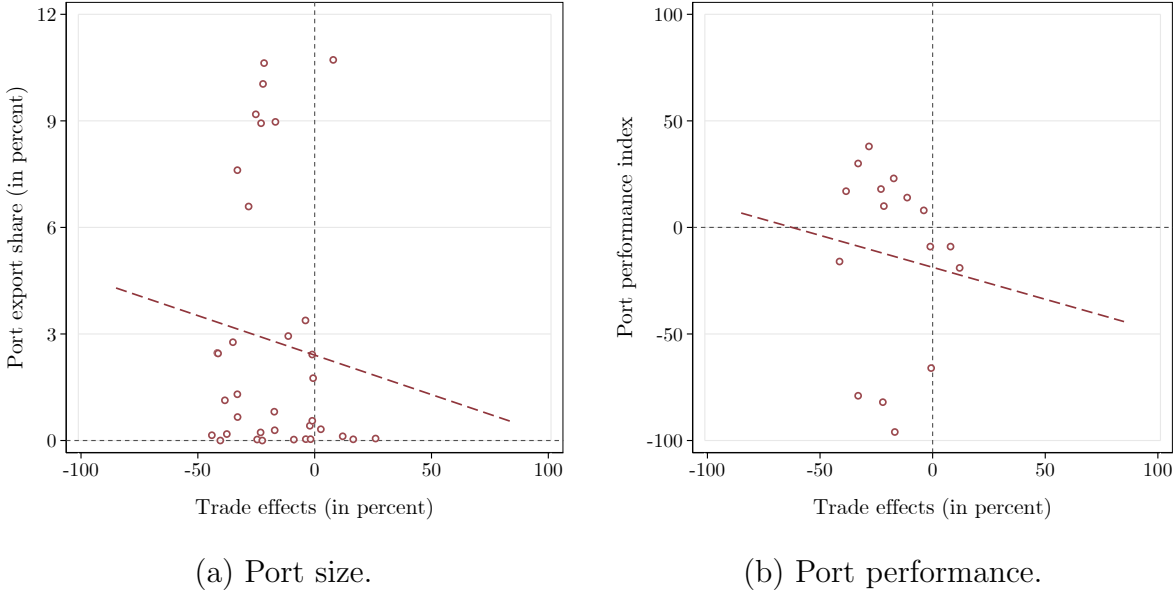 12
9
6
3
0
Port export share (in percent)
-100 -50 0 50 100
Trade effects (in percent)
(a) Port size.
100
50
0
-50
-100
Port performance index
-100 -50 0 50 100
Trade effects (in percent)
(b) Port performance.